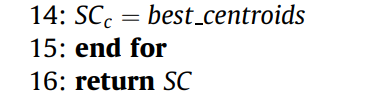 14: SC_c = best_centroids
15: end for
16: return SC